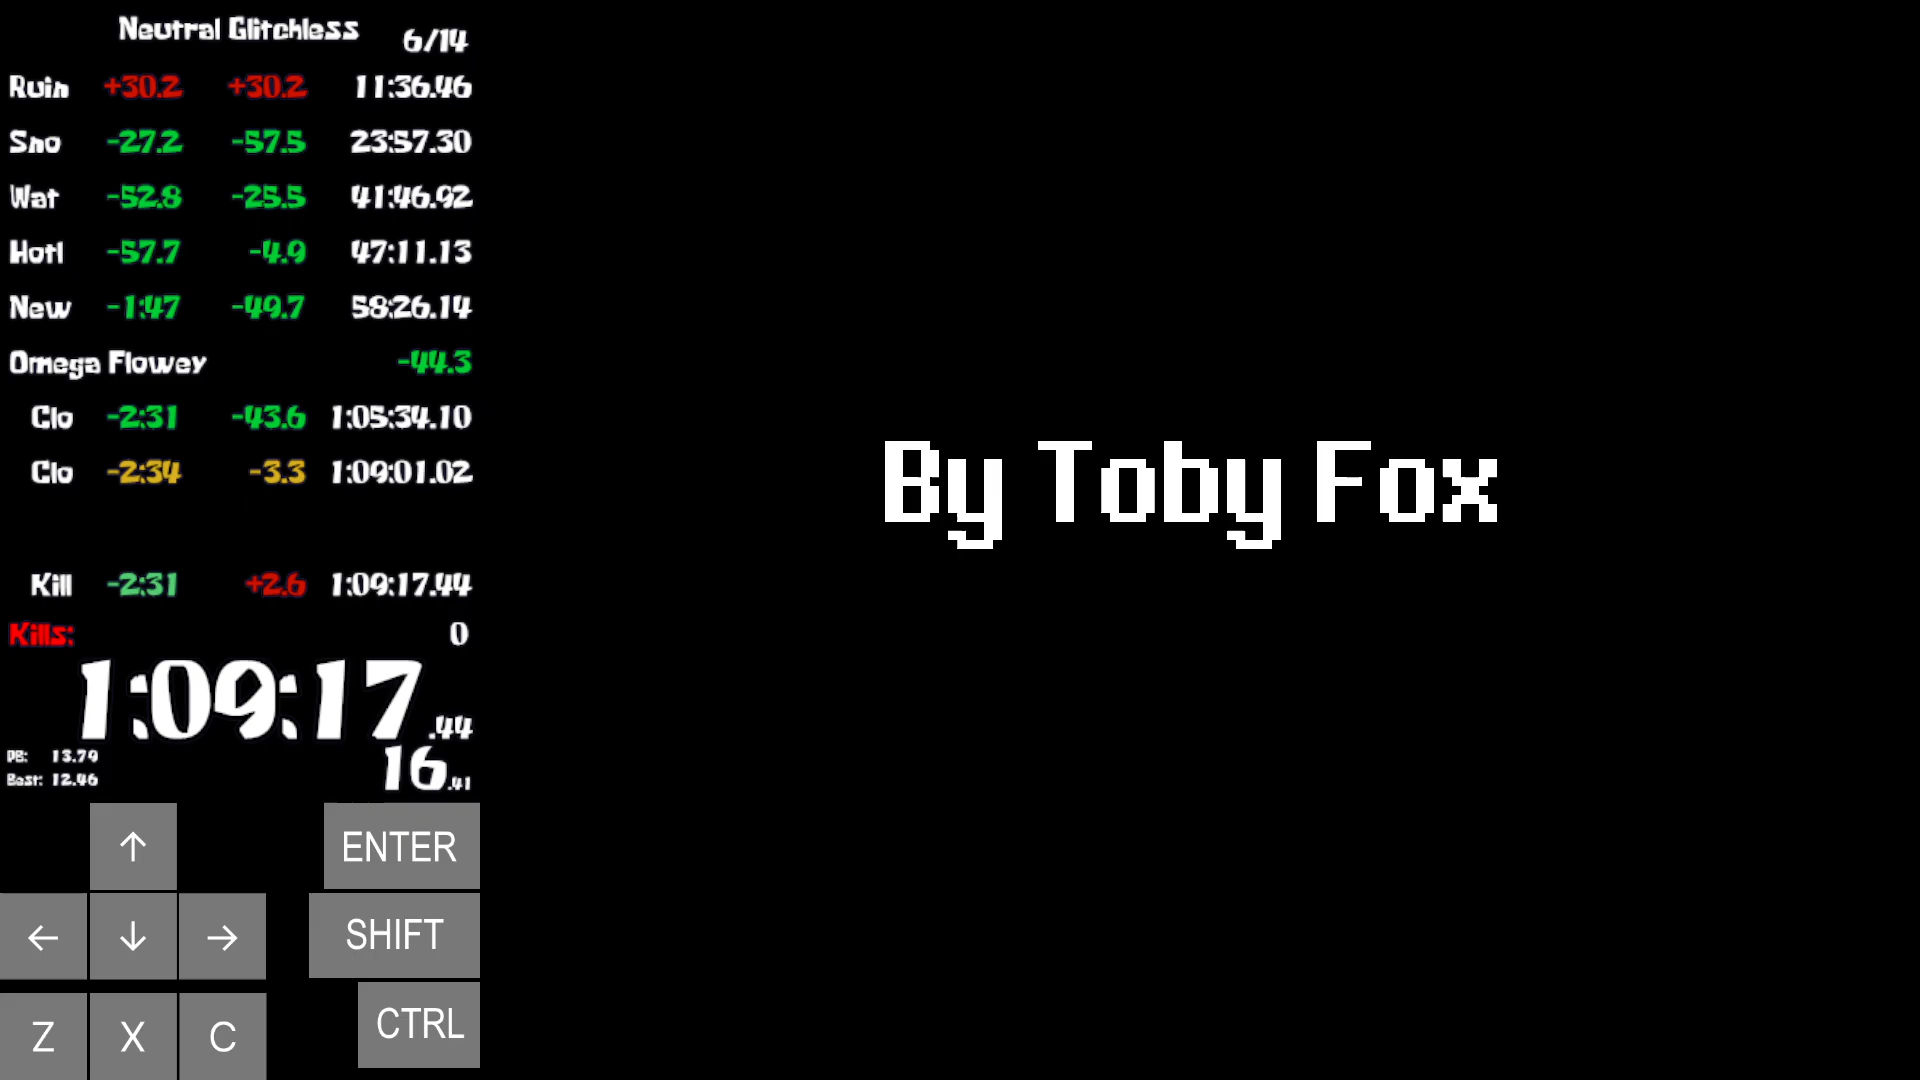 Neutral Glitchless 6/14
Ruin +30.2 +30.2 11:36.46
Sno -27.2 -57.5 23:57.30
Wat -52.8 -25.5 41:46.92
Hotl -57.7 -4.9 47:11.13
New -1:47 -49.7 58:26.14
Omega Flowey -44.3
Clo -2:31 -43.6 1:05:34.10
Clo -2:34 -3.3 1:09:01.02
Kill -2:31 +2.6 1:09:17.44
Kills: 0
1:09:17.44
PB: 13.79
Best: 12.46
16.41
↑ ENTER
← ↓ → SHIFT
Z X C CTRL
By Toby Fox